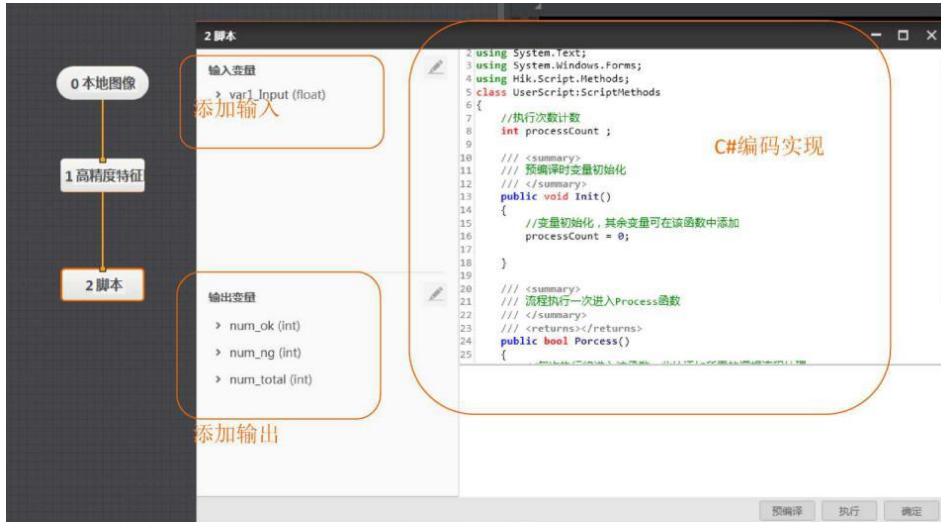 0 本地图像
1 高精度特征
2 脚本
2 脚本
输入变量
var1_Input (float)
添加输入
输出变量
num_ok (int)
num_ng (int)
num_total (int)
添加输出
2 using System.Text;
3 using System.Windows.Forms;
4 using Hik.Script.Methods;
5 class UserScript:ScriptMethods
6 {
7 //执行次数计数
8 int processCount ;
9
10 /// <summary>
11 /// 预编译时变量初始化
12 /// </summary>
13 public void Init()
14 {
15 //变量初始化，其余变量可在该函数中添加
16 processCount = 0;
17
18 }
19
20 /// <summary>
21 /// 流程执行一次进入Process函数
22 /// </summary>
23 /// <returns></returns>
24 public bool Porcess()
25 {
C#编码实现
预编译
执行
确定